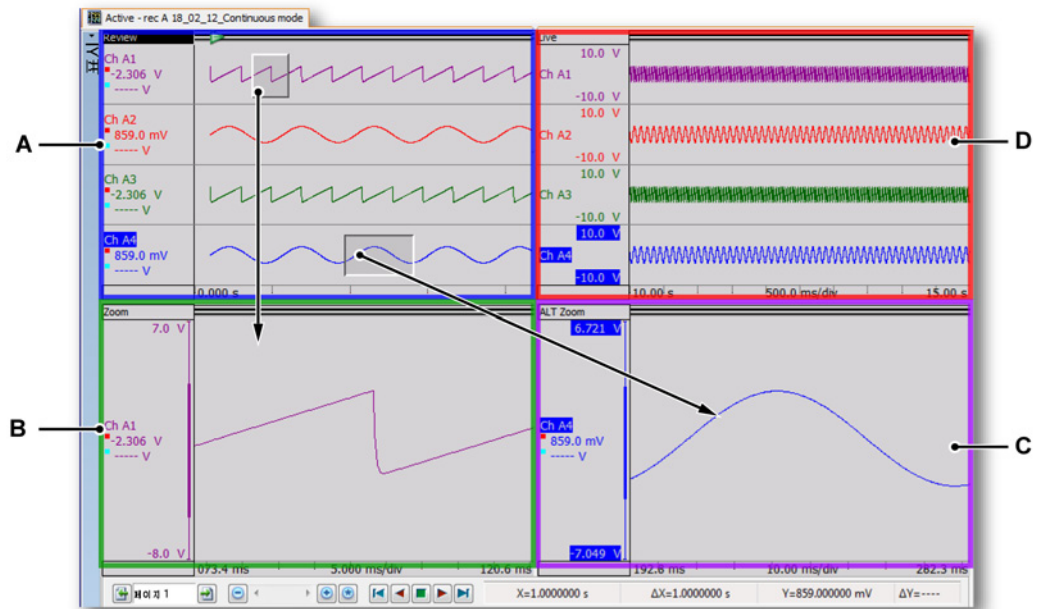 Active - rec A 18_02_12_Continuous mode
Review
Ch A1
-2.306 V
----- V
Ch A2
859.0 mV
----- V
Ch A3
-2.306 V
----- V
Ch A4
859.0 mV
----- V
0.000 s
Live
10.0 V
Ch A1
-10.0 V
10.0 V
Ch A2
-10.0 V
10.0 V
Ch A3
-10.0 V
10.0 V
Ch A4
-10.0 V
10.00 s 500.0 ms/div 15.00 s
A
D
Zoom
7.0 V
Ch A1
-2.306 V
----- V
-8.0 V
073.4 ms 5.000 ms/div 120.6 ms
ALT Zoom
6.721 V
Ch A4
859.0 mV
----- V
-7.049 V
192.8 ms 10.00 ms/div 282.3 ms
B
C
페이지 1
X=1.0000000 s ΔX=1.0000000 s Y=859.000000 mV ΔY=----